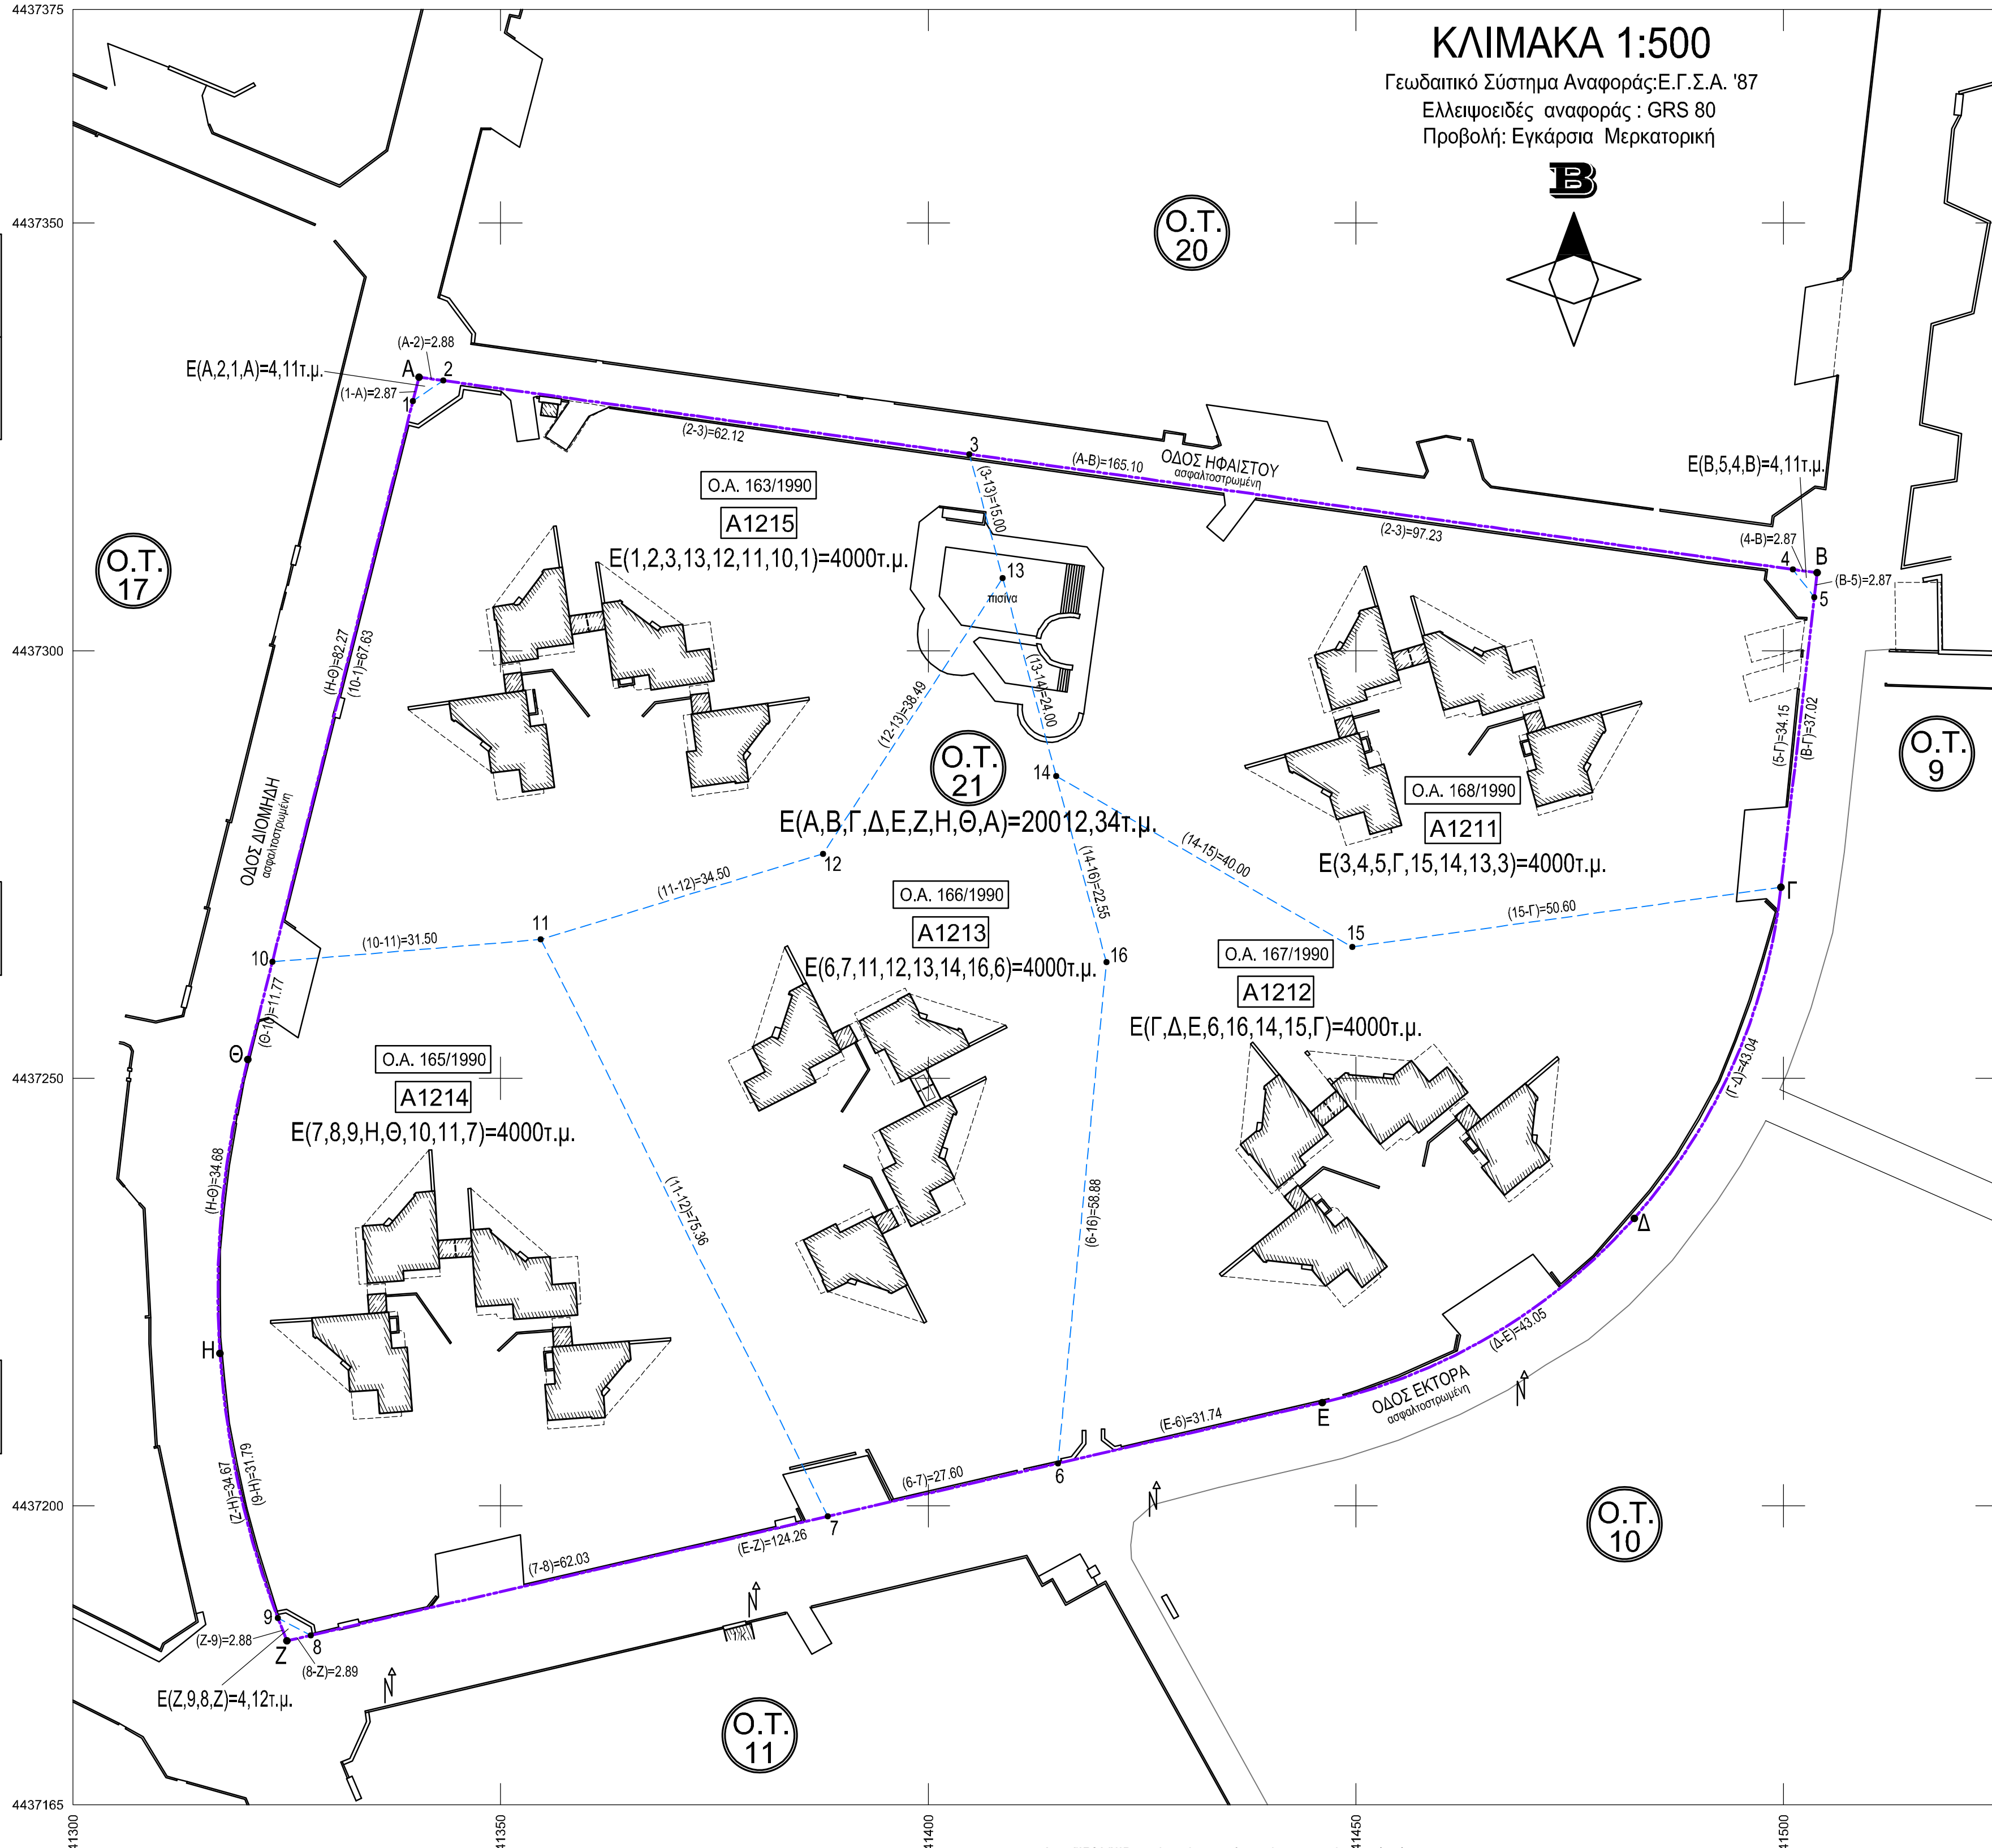 4437375
ΚΛΙΜΑΚΑ 1:500
Γεωδαιτικό Σύστημα Αναφοράς:Ε.Γ.Σ.Α. '87
Ελλειψοειδές αναφοράς : GRS 80
Προβολή: Εγκάρσια Μερκατορική
Β
4437350
Ο.Τ.
20
(Α-2)=2.88
Ε(Α,2,1,Α)=4,11τ.μ.
Α
2
(1-Α)=2.87
1
(2-3)=62.12
3
(Α-Β)=165.10
ΟΔΟΣ ΗΦΑΙΣΤΟΥ
ασφαλτοστρωμένη
Ε(Β,5,4,Β)=4,11τ.μ.
(3-13)=15.00
Ο.Α. 163/1990
Α1215
Ε(1,2,3,13,12,11,10,1)=4000τ.μ.
(2-3)=97.23
(4-Β)=2.87
4
Β
(Β-5)=2.87
5
Ο.Τ.
17
13
πισίνα
4437300
(Η-Θ)=82.27
(10-1)=67.63
(12-13)=38.49
(13-14)=24.00
(5-Γ)=34.15
(Β-Γ)=37.02
Ο.Τ.
9
14
Ο.Τ.
21
Ε(Α,Β,Γ,Δ,Ε,Ζ,Η,Θ,Α)=20012,34τ.μ.
Ο.Α. 168/1990
Α1211
Ε(3,4,5,Γ,15,14,13,3)=4000τ.μ.
ΟΔΟΣ ΔΙΟΜΗΔΗ
ασφαλτοστρωμένη
12
(11-12)=34.50
(14-15)=40.00
(14-16)=22.55
Γ
(15-Γ)=50.60
Ο.Α. 166/1990
Α1213
Ε(6,7,11,12,13,14,16,6)=4000τ.μ.
11
(10-11)=31.50
10
15
16
Ο.Α. 167/1990
Α1212
Ε(Γ,Δ,Ε,6,16,14,15,Γ)=4000τ.μ.
(Θ-10)=11.77
Θ
Ο.Α. 165/1990
Α1214
Ε(7,8,9,Η,Θ,10,11,7)=4000τ.μ.
4437250
(Γ-Δ)=43.04
(Η-Θ)=34.68
(11-12)=75.36
(6-16)=58.88
Δ
Η
(Δ-Ε)=43.05
ΟΔΟΣ ΕΚΤΟΡΑ
ασφαλτοστρωμένη
Ε
(Ε-6)=31.74
6
(6-7)=27.60
4437200
(Ζ-Η)=34.67
(9-Η)=31.79
7
(Ε-Ζ)=124.26
(7-8)=62.03
Ο.Τ.
10
9
8
(Ζ-9)=2.88
Ζ
(8-Ζ)=2.89
Ε(Ζ,9,8,Ζ)=4,12τ.μ.
Ο.Τ.
11
4437165
41300
41350
41400
41450
41500